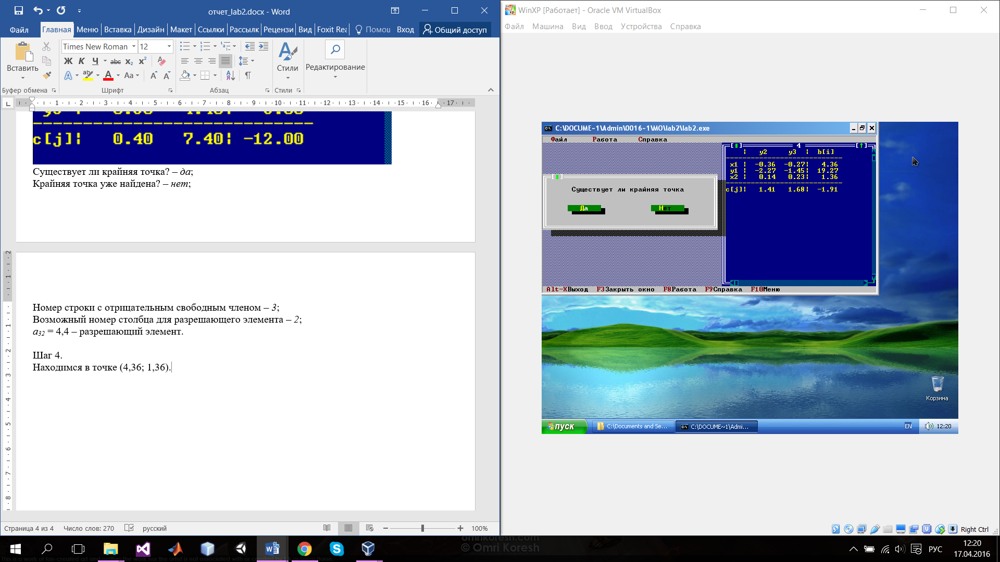 отчет_lab2.docx - Word
Файл Главная Меню Вставка Дизайн Макет Ссылки Рассылк Рецензи Вид Foxit Rea Помощ Вход Общий доступ
Times New Roman 12
Вставить
Ж К Ч abc x₂ x²
Стили
Редактирование
Буфер обмена Шрифт Абзац Стили
1 2 3 4 5 6 7 8 9 10 11 12 13 14 15 16 17
c[j]¦ 0.40 7.40¦ -12.00
Существует ли крайняя точка? – да;
Крайняя точка уже найдена? – нет;
Номер строки с отрицательным свободным членом – 3;
Возможный номер столбца для разрешающего элемента – 2;
a32 = 4,4 – разрешающий элемент.
Шаг 4.
Находимся в точке (4,36; 1,36).
Страница 4 из 4 Число слов: 270 русский 100%
WinXP [Работает] - Oracle VM VirtualBox
Файл Машина Вид Ввод Устройства Справка
C:\DOCUME~1\Admin\0016~1\MO\lab2\lab2.exe
Файл Работа Справка
4
¦ y2 y3 ¦ b[i]
x1 ¦ -0.36 -0.27¦ 4.36
y1 ¦ -2.27 -1.45¦ 19.27
x2 ¦ 0.14 0.23¦ 1.36
c[j]¦ 1.41 1.68¦ -1.91
Существует ли крайняя точка
Да Нет
Alt-X Выход F3 Закрыть окно F8 Работа F9 Справка F10 Меню
Корзина
пуск C:\Documents and Se... C:\DOCUME~1\Admi... EN 12:20
Right Ctrl
omrikoresh.com
© Omri Koresh
РУС
12:20
17.04.2016